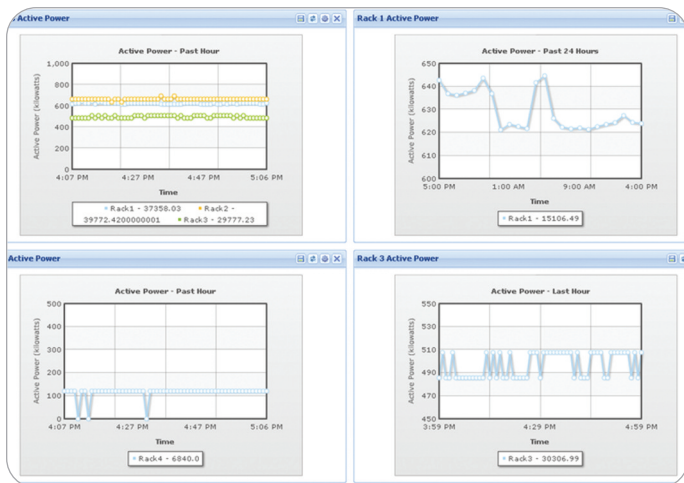 Active Power
Active Power - Past Hour
Active Power (kilowatts)
1,000
800
600
400
200
0
4:07 PM 4:27 PM 4:47 PM 5:06 PM
Time
Rack1 - 37358.03 Rack2 -
39772.4200000001 Rack3 - 29777.23
Rack 1 Active Power
Active Power - Past 24 Hours
Active Power (kilowatts)
650
640
630
620
610
600
5:00 PM 1:00 AM 9:00 AM 4:00 PM
Time
Rack1 - 15106.49
Active Power
Active Power - Past Hour
Active Power (kilowatts)
500
400
300
200
100
0
4:07 PM 4:27 PM 4:47 PM 5:06 PM
Time
Rack4 - 6840.0
Rack 3 Active Power
Active Power - Last Hour
Active Power (kilowatts)
550
530
510
490
470
450
3:59 PM 4:29 PM 4:59 PM
Time
Rack3 - 30306.99